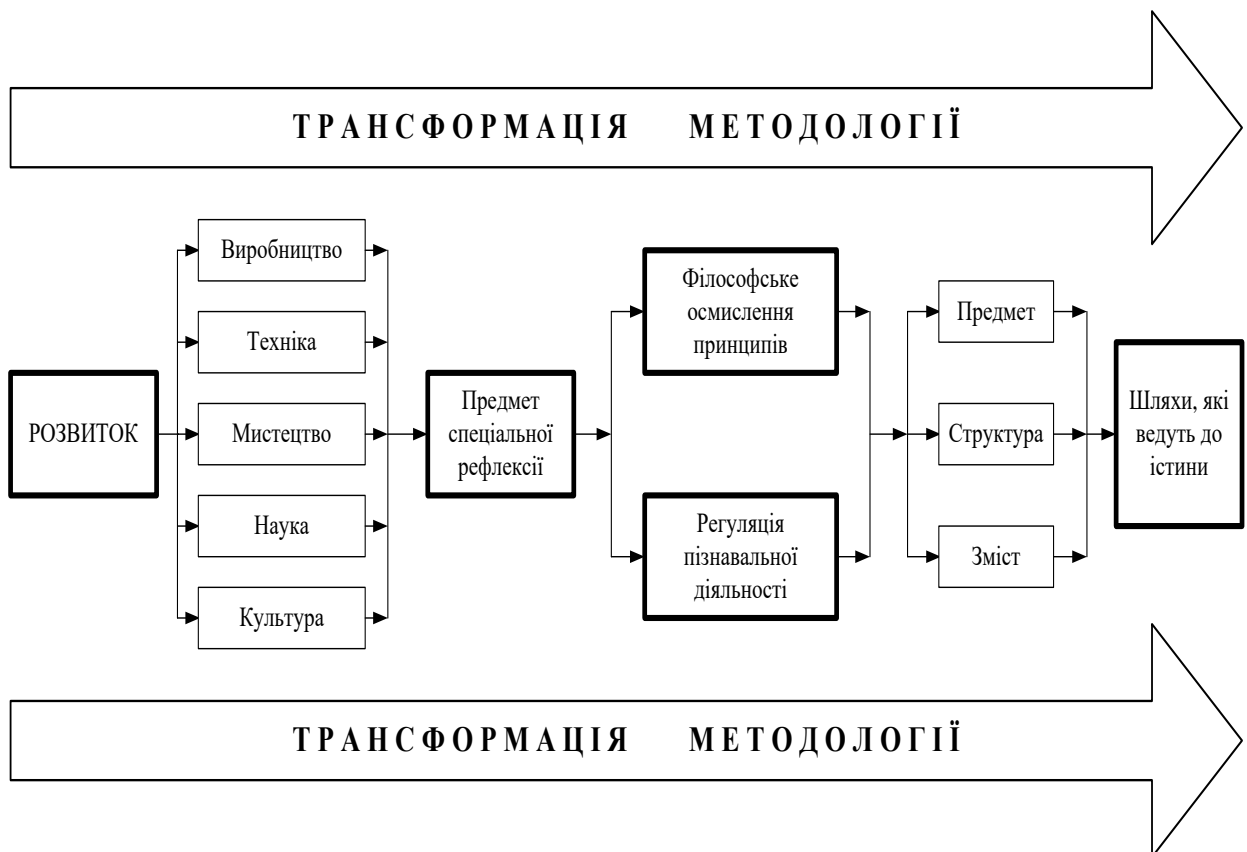 ТРАНСФОРМАЦІЯ МЕТОДОЛОГІЇ
РОЗВИТОК
Виробництво
Техніка
Мистецтво
Наука
Культура
Предмет
спеціальної
рефлексії
Філософське
осмислення
принципів
Регуляція
пізнавальної
діяльності
Предмет
Структура
Зміст
Шляхи, які
ведуть до
істини
ТРАНСФОРМАЦІЯ МЕТОДОЛОГІЇ